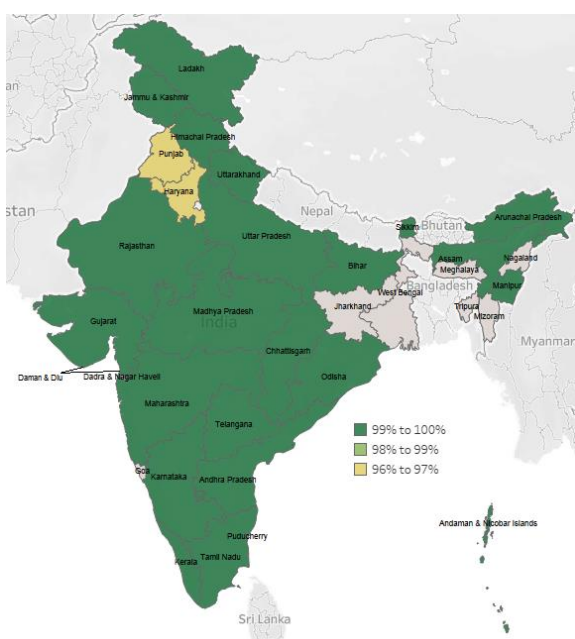 Ladakh
an
Jammu & Kashmir
Himachal Pradesh
Punjab
Uttarakhand
Haryana
stan
Nepal
Arunachal Pradesh
Sikkim
Bhutan
Rajasthan
Uttar Pradesh
Assam
Nagaland
Bihar
Meghalaya
Manipur
Bangladesh
West Bengal
Jharkhand
Tripura
Mizoram
Madhya Pradesh
Gujarat
India
Myanmar
Chhattisgarh
Daman & Diu
Dadra & Nagar Haveli
Odisha
Maharashtra
Telangana
99% to 100%
98% to 99%
96% to 97%
Goa
Karnataka
Andhra Pradesh
Andaman & Nicobar Islands
Puducherry
Kerala
Tamil Nadu
Sri Lanka